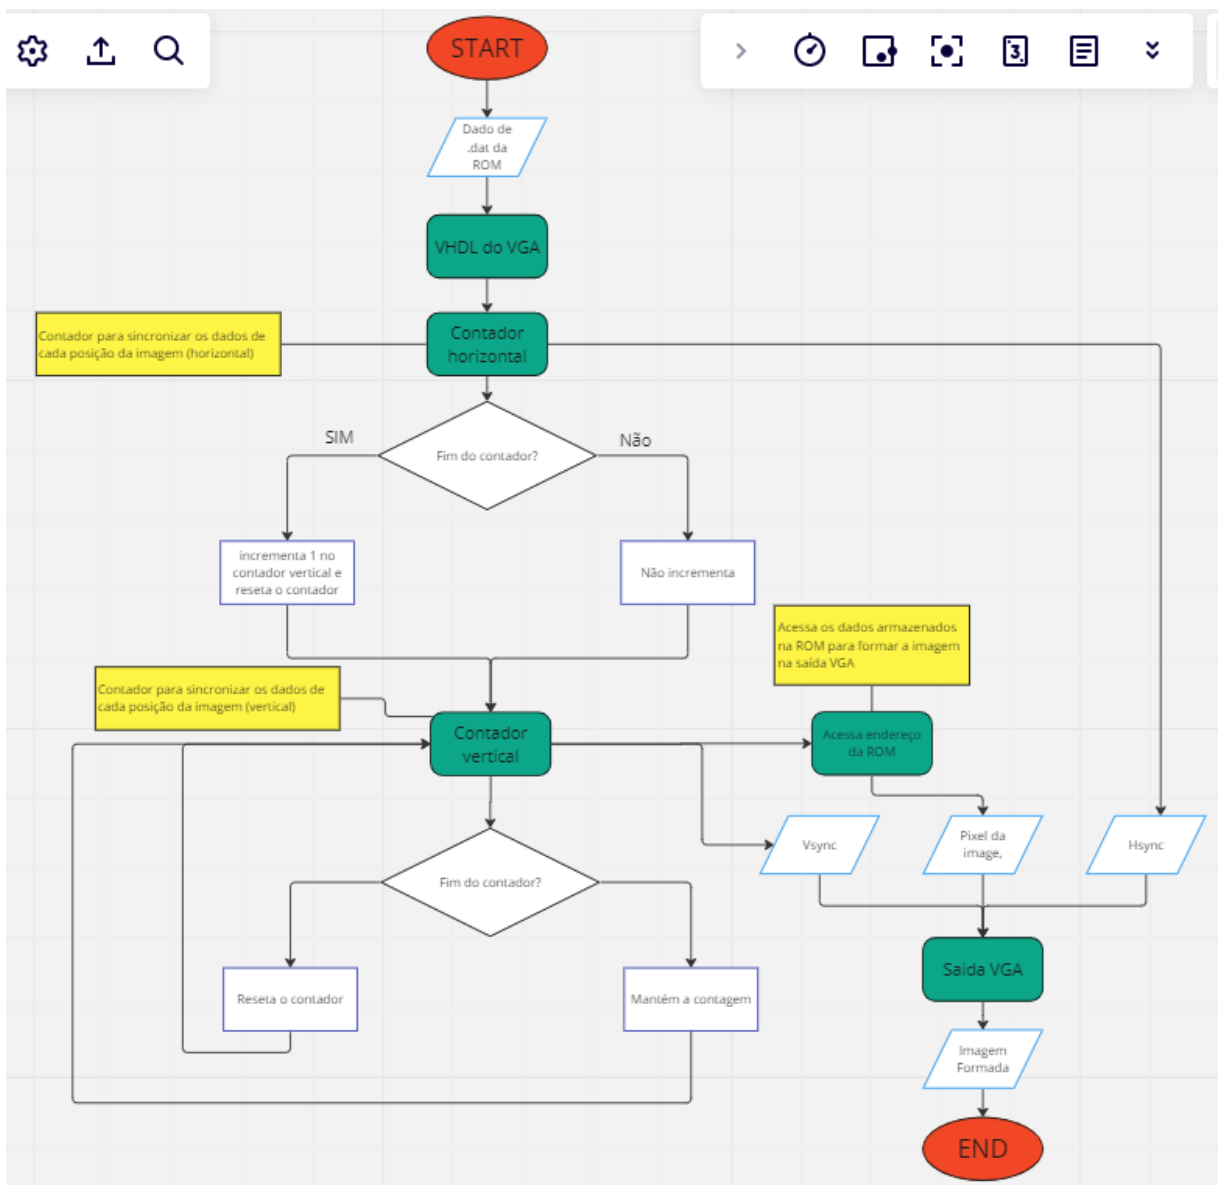 START
3
Dado de
.dat da
ROM
VHDL do VGA
Contador para sincronizar os dados de
cada posição da imagem (horizontal)
Contador
horizontal
SIM
Não
Fim do contador?
incrementa 1 no
contador vertical e
reseta o contador
Não incrementa
Acessa os dados armazenados
na ROM para formar a imagem
na saída VGA
Contador para sincronizar os dados de
cada posição da imagem (vertical)
Contador
vertical
Acessa endereço
da ROM
Vsync
Pixel da
image,
Hsync
Fim do contador?
Reseta o contador
Mantém a contagem
Saida VGA
Imagem
Formada
END